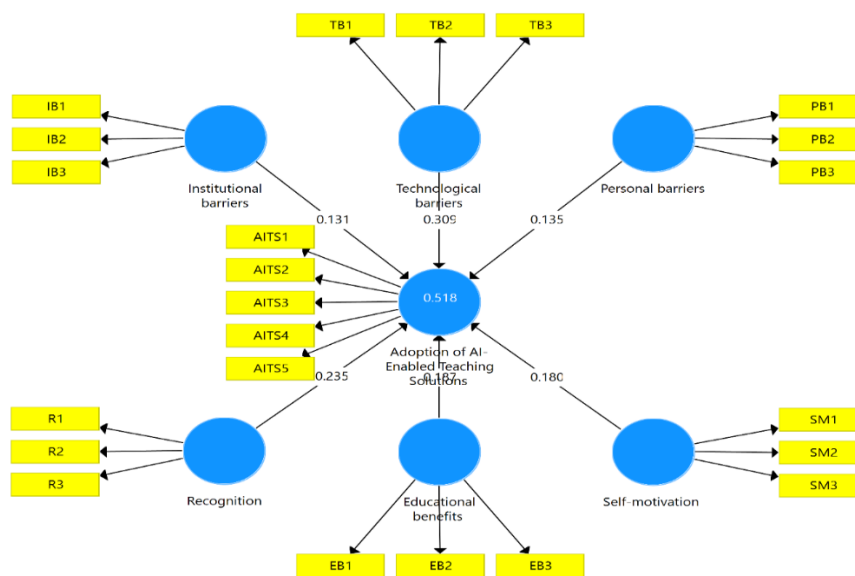 TB1
TB2
TB3
IB1
IB2
IB3
PB1
PB2
PB3
Institutional
barriers
Technological
barriers
Personal barriers
0.131
0.309
0.135
AITS1
AITS2
AITS3
AITS4
AITS5
0.518
Adoption of AI-
Enabled Teaching
Solutions
0.235
0.187
0.180
R1
R2
R3
SM1
SM2
SM3
Recognition
Educational
benefits
Self-motivation
EB1
EB2
EB3